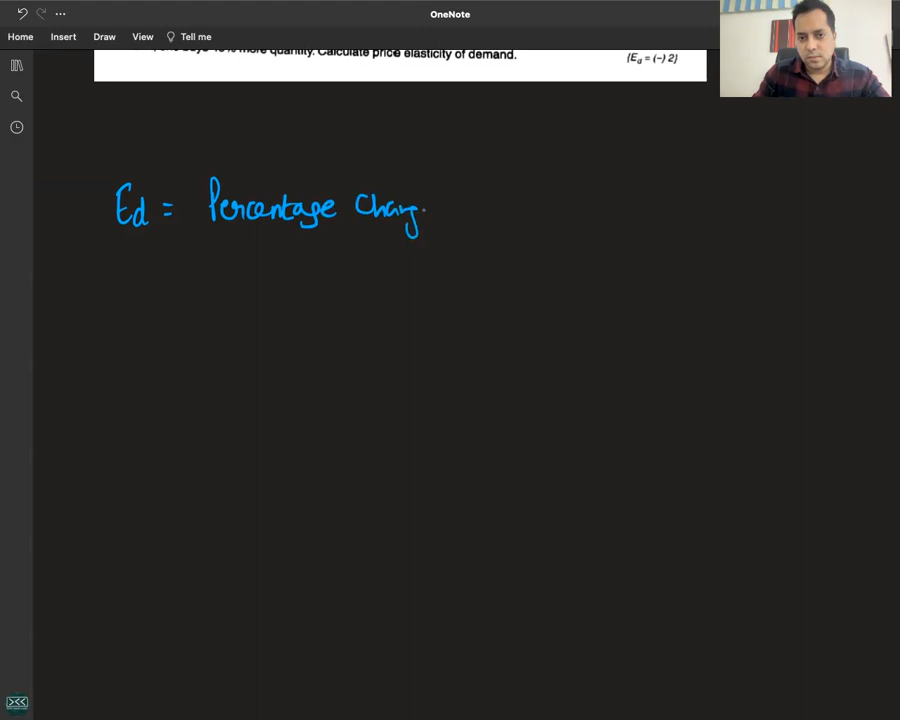 OneNote
Home Insert Draw View Tell me
more quantity. Calculate price elasticity of demand.
{Ed = (–) 2}
Ed = Percentage Chang